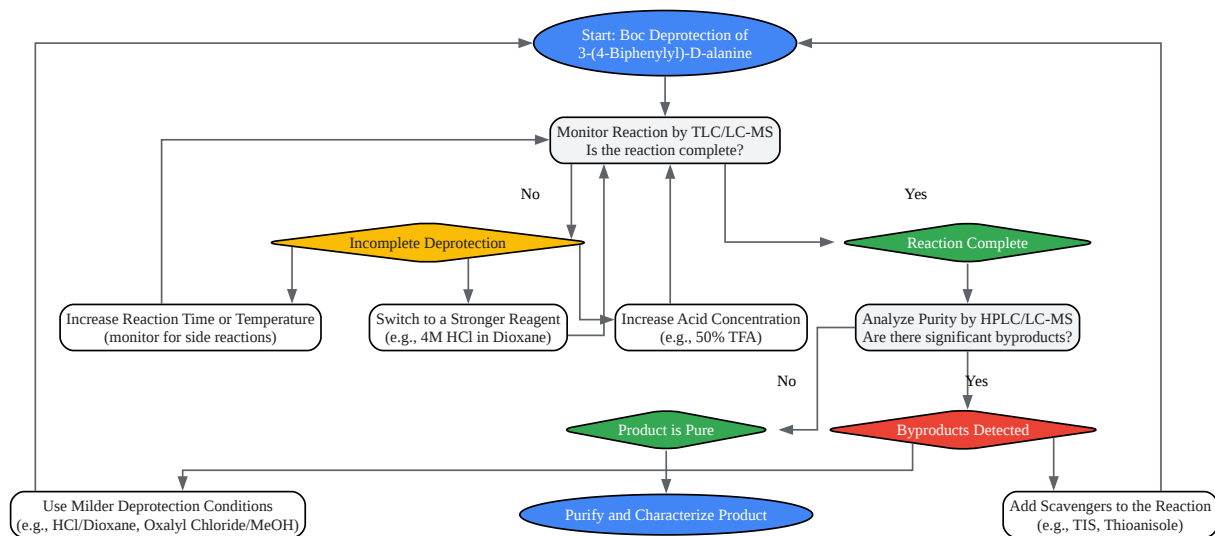 Start: Boc Deprotection of
3-(4-Biphenylyl)-D-alanine
Monitor Reaction by TLC/LC-MS
Is the reaction complete?
No
Yes
Incomplete Deprotection
Reaction Complete
Increase Reaction Time or Temperature
(monitor for side reactions)
Switch to a Stronger Reagent
(e.g., 4M HCl in Dioxane)
Increase Acid Concentration
(e.g., 50% TFA)
Analyze Purity by HPLC/LC-MS
Are there significant byproducts?
No
Yes
Product is Pure
Byproducts Detected
Use Milder Deprotection Conditions
(e.g., HCl/Dioxane, Oxalyl Chloride/MeOH)
Purify and Characterize Product
Add Scavengers to the Reaction
(e.g., TIS, Thioanisole)